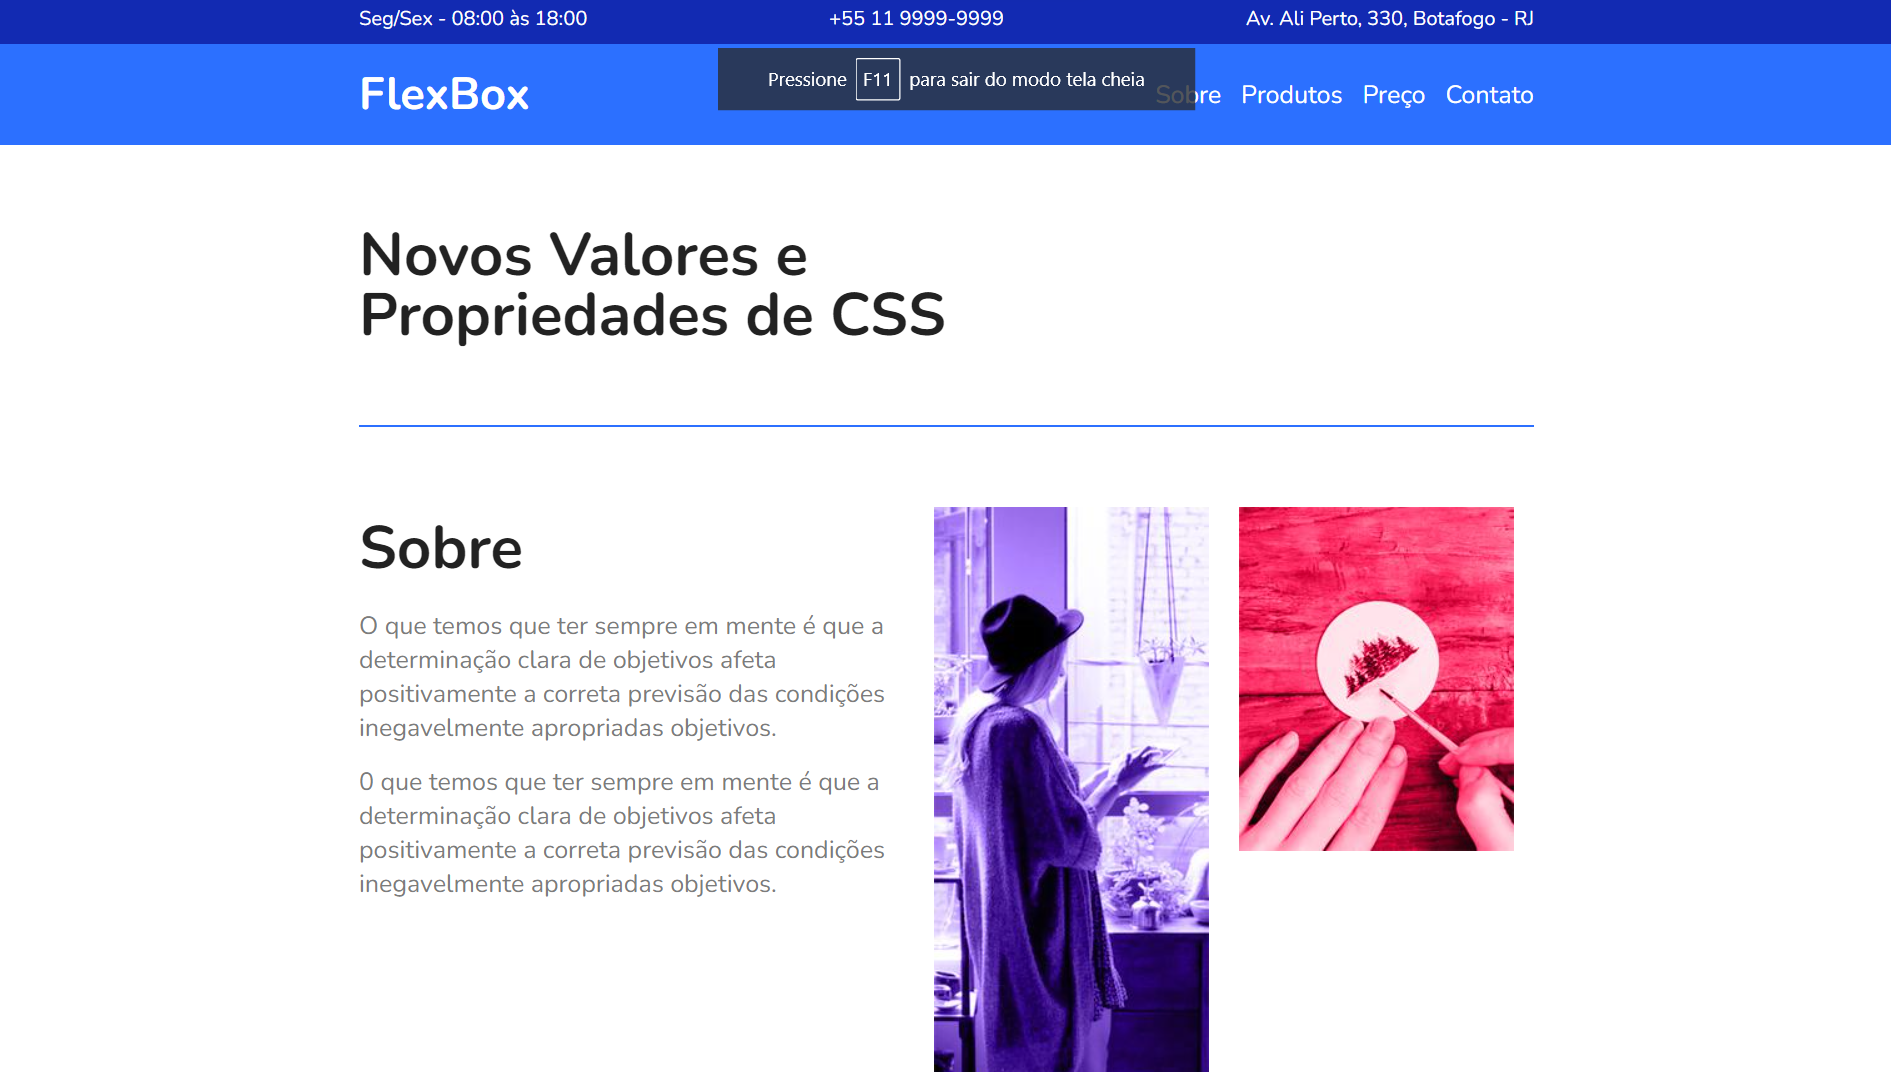 Seg/Sex - 08:00 às 18:00
+55 11 9999-9999
Av. Ali Perto, 330, Botafogo - RJ
Pressione F11 para sair do modo tela cheia
FlexBox
Sobre Produtos Preço Contato
Novos Valores e
Propriedades de CSS
Sobre
O que temos que ter sempre em mente é que a
determinação clara de objetivos afeta
positivamente a correta previsão das condições
inegavelmente apropriadas objetivos.
0 que temos que ter sempre em mente é que a
determinação clara de objetivos afeta
positivamente a correta previsão das condições
inegavelmente apropriadas objetivos.